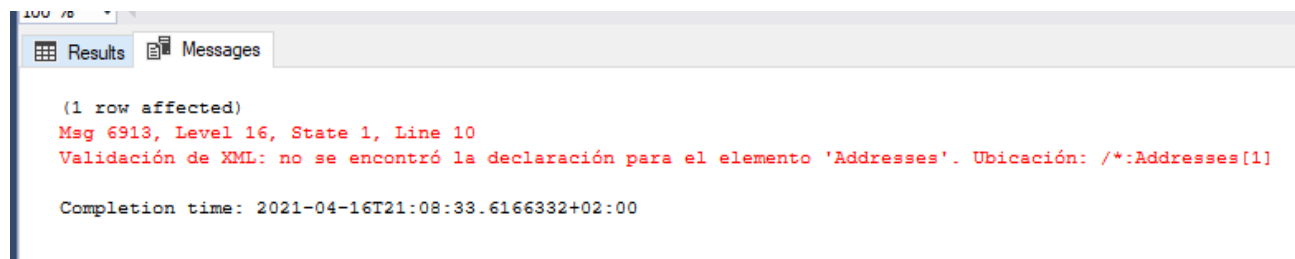 100 %
Results Messages
(1 row affected)
Msg 6913, Level 16, State 1, Line 10
Validación de XML: no se encontró la declaración para el elemento 'Addresses'. Ubicación: /*:Addresses[1]
Completion time: 2021-04-16T21:08:33.6166332+02:00